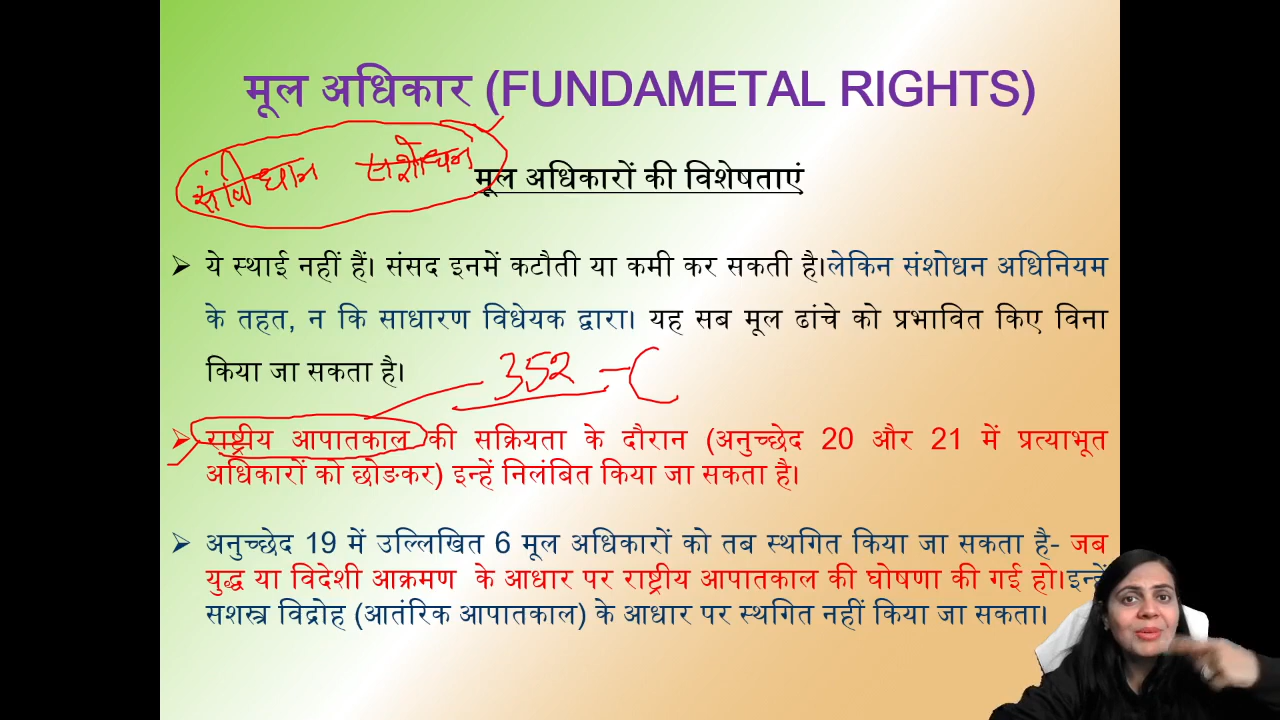 मूल अधिकार (FUNDAMETAL RIGHTS)
संविधान संशोधन
मूल अधिकारों की विशेषताएं
➢ ये स्थाई नहीं हैं। संसद इनमें कटौती या कमी कर सकती है।लेकिन संशोधन अधिनियम
के तहत, न कि साधारण विधेयक द्वारा। यह सब मूल ढांचे को प्रभावित किए विना
किया जा सकता है।
352 -(
➢ राष्ट्रीय आपातकाल की सक्रियता के दौरान (अनुच्छेद 20 और 21 में प्रत्याभूत
अधिकारों को छोङकर) इन्हें निलंबित किया जा सकता है।
➢ अनुच्छेद 19 में उल्लिखित 6 मूल अधिकारों को तब स्थगित किया जा सकता है- जब
युद्ध या विदेशी आक्रमण के आधार पर राष्ट्रीय आपातकाल की घोषणा की गई हो।इन्हें
सशस्त्र विद्रोह (आतंरिक आपातकाल) के आधार पर स्थगित नहीं किया जा सकता।